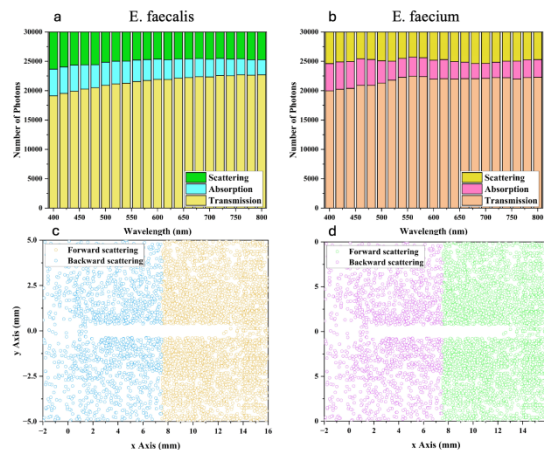 E. faecalis
E. faecium
a
30000
25000
20000
15000
10000
5000
0
Number of Photons
Scattering
Absorption
Transmission
400 450 500 550 600 650 700 750 800
Wavelength (nm)
b
30000
25000
20000
15000
10000
5000
0
Number of Photons
Scattering
Absorption
Transmission
400 450 500 550 600 650 700 750 800
Wavelength (nm)
c
5.0
2.5
0.0
-2.5
-5.0
y Axis (mm)
Forward scattering
Backward scattering
-2 0 2 4 6 8 10 12 14 16
x Axis (mm)
d
0
5
0
5
0
Forward scattering
Backward scattering
-2 0 2 4 6 8 10 12 14
x Axis (mm)